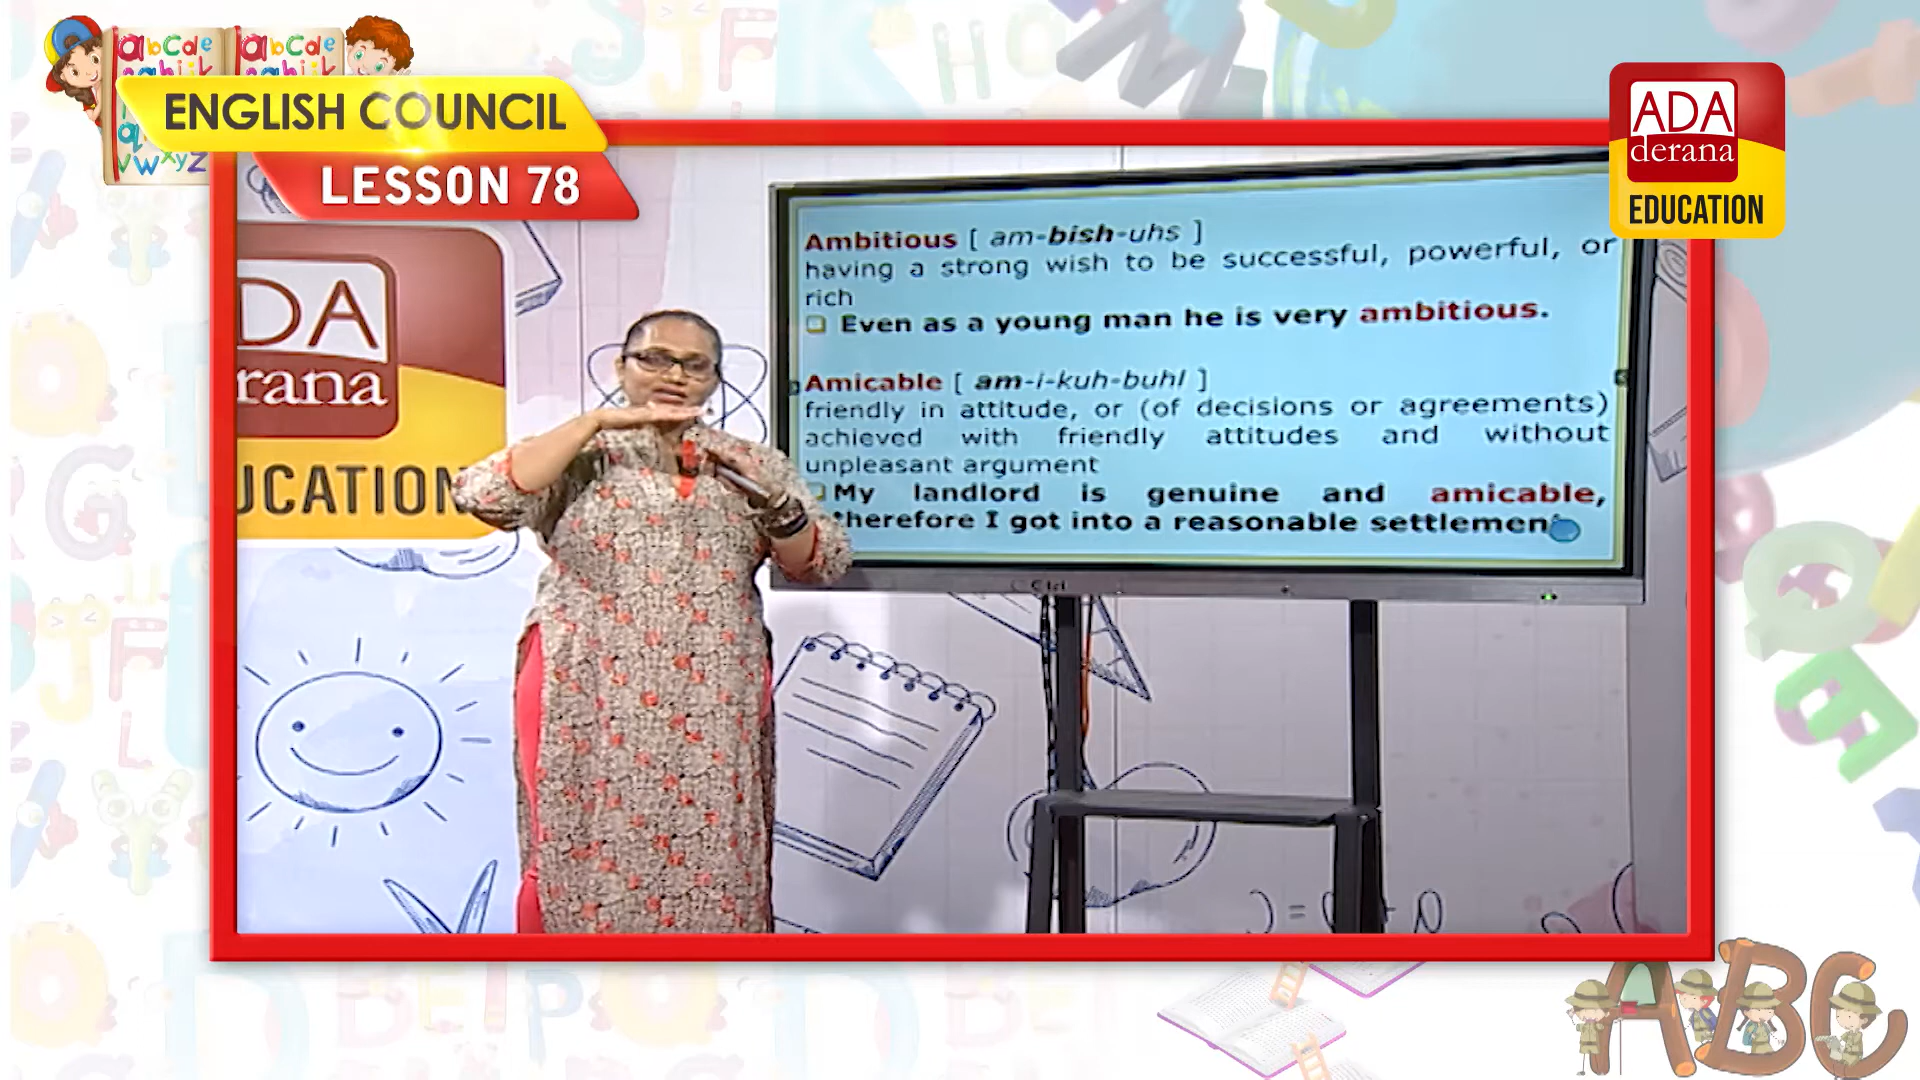 abcde abcde
ENGLISH COUNCIL
LESSON 78
ADA
derana
EDUCATION
DA
rana
UCATION
Ambitious [ am-bish-uhs ]
having a strong wish to be successful, powerful, or
rich
Even as a young man he is very ambitious.
Amicable [ am-i-kuh-buhl ]
friendly in attitude, or (of decisions or agreements)
achieved with friendly attitudes and without
unpleasant argument
My landlord is genuine and amicable,
therefore I got into a reasonable settlement
ABC